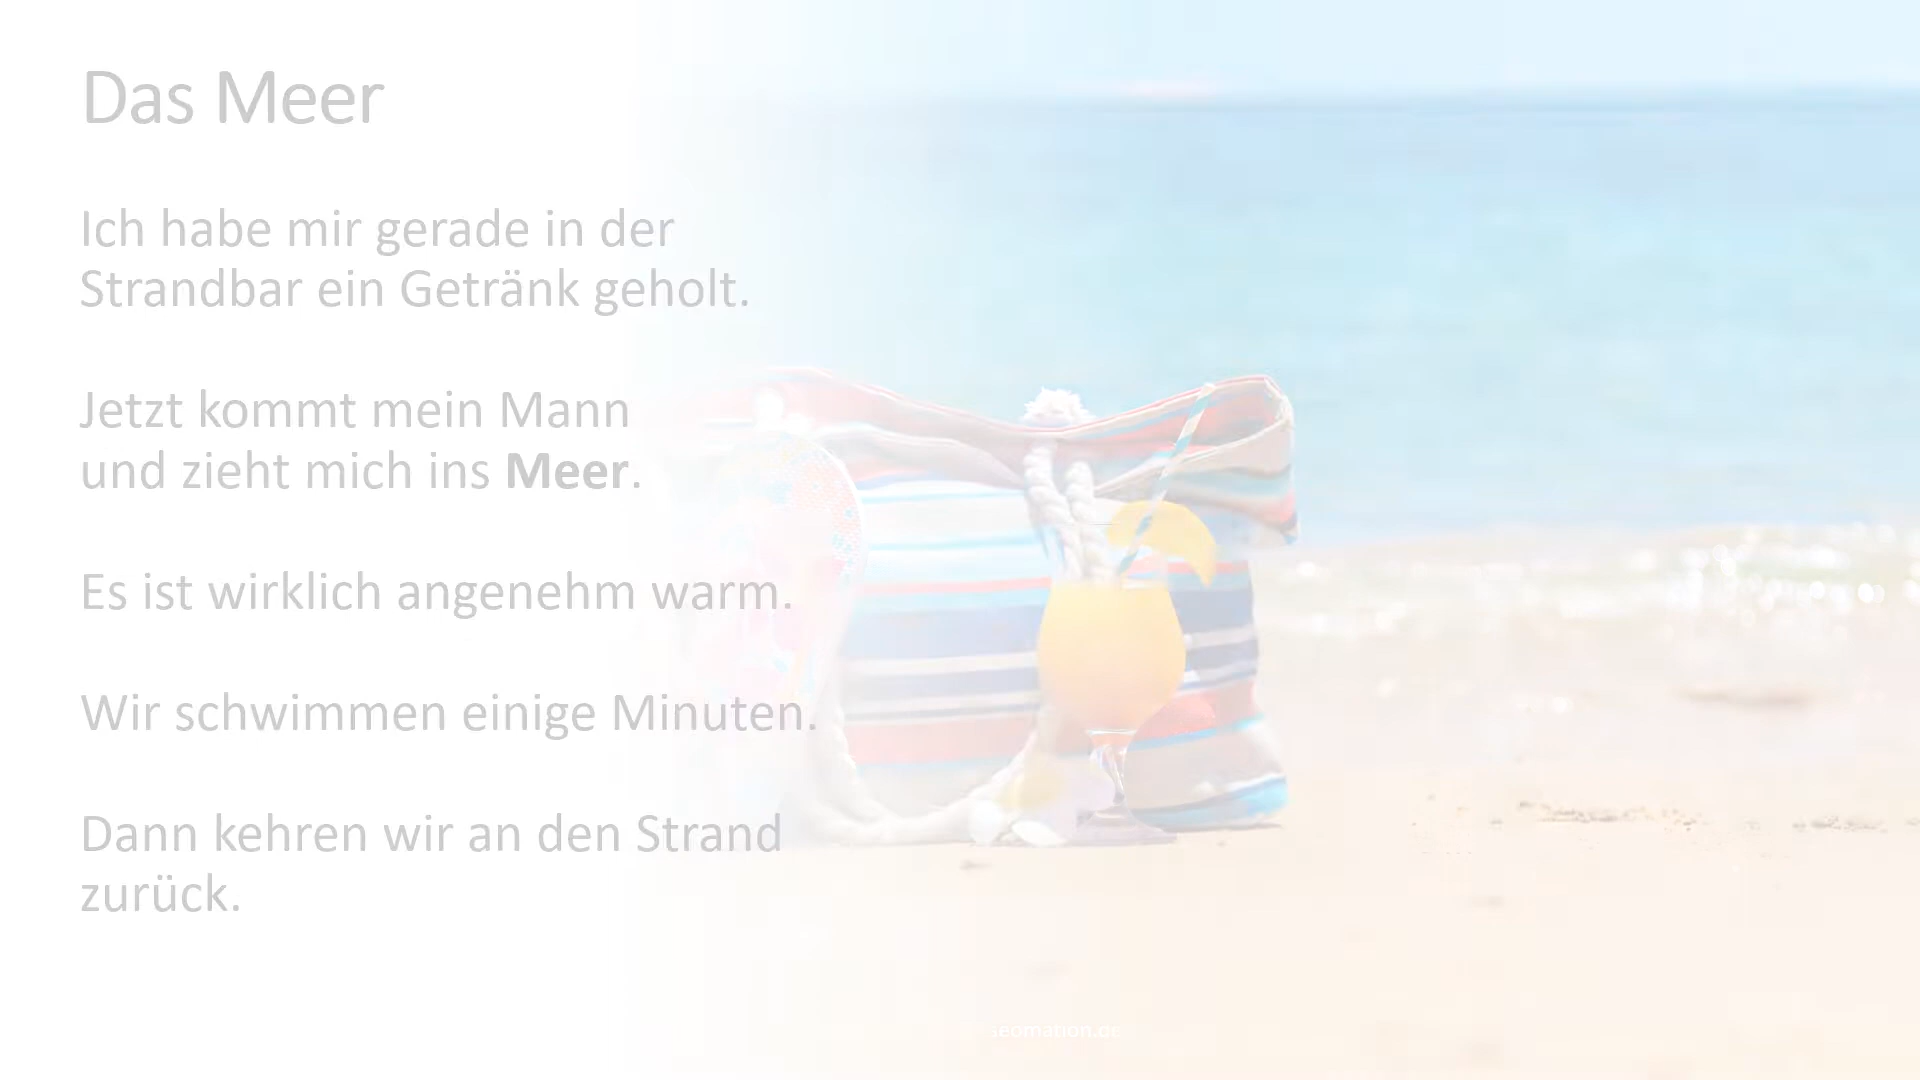 Das Meer
Ich habe mir gerade in der
Strandbar ein Getränk geholt.
Jetzt kommt mein Mann
und zieht mich ins Meer.
Es ist wirklich angenehm warm.
Wir schwimmen einige Minuten.
Dann kehren wir an den Strand
zurück.